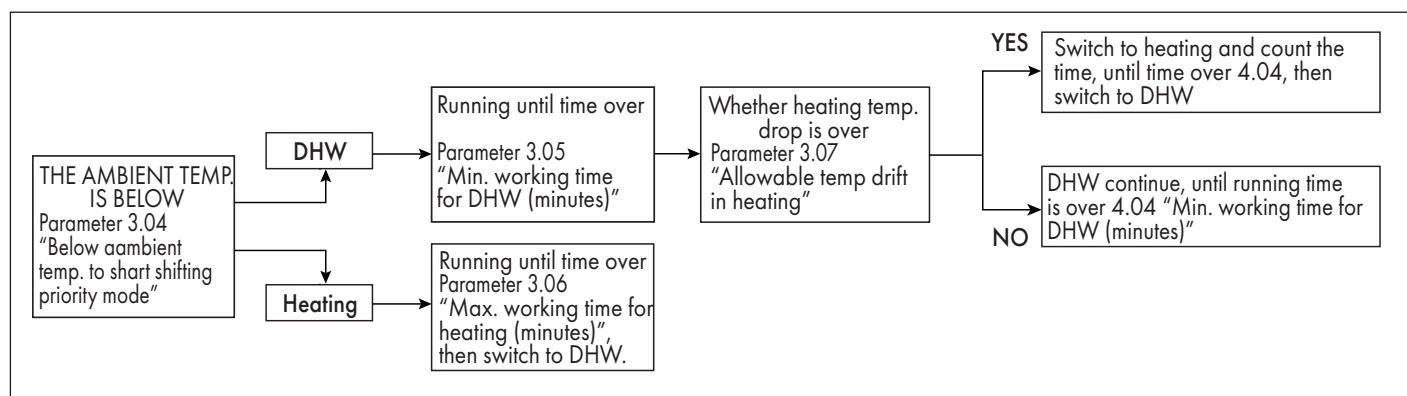 THE AMBIENT TEMP.
IS BELOW
Parameter 3.04
“Below aambient
temp. to shart shifting
priority mode”
DHW
Heating
Running until time over
Parameter 3.05
“Min. working time
for DHW (minutes)”
Running until time over
Parameter 3.06
“Max. working time for
heating (minutes)”,
then switch to DHW.
Whether heating temp.
drop is over
Parameter 3.07
“Allowable temp drift
in heating”
YES
Switch to heating and count the
time, until time over 4.04, then
switch to DHW
NO
DHW continue, until running time
is over 4.04 “Min. working time for
DHW (minutes)”